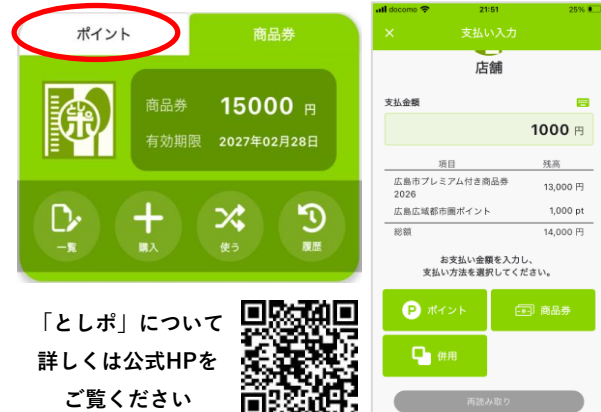 ポイント
商品券
商品券 15000 円
有効期限 2027年02月28日
一覧
購入
使う
履歴
「としポ」について
詳しくは公式HPを
ご覧ください
docomo 21:51 25%
支払い入力
店舗
支払金額
1000 円
項目 残高
広島市プレミアム付き商品券
2026
13,000 円
広島広域都市圏ポイント 1,000 pt
総額 14,000 円
お支払い金額を入力し、
支払い方法を選択してください。
P ポイント
商品券
併用
再読み取り